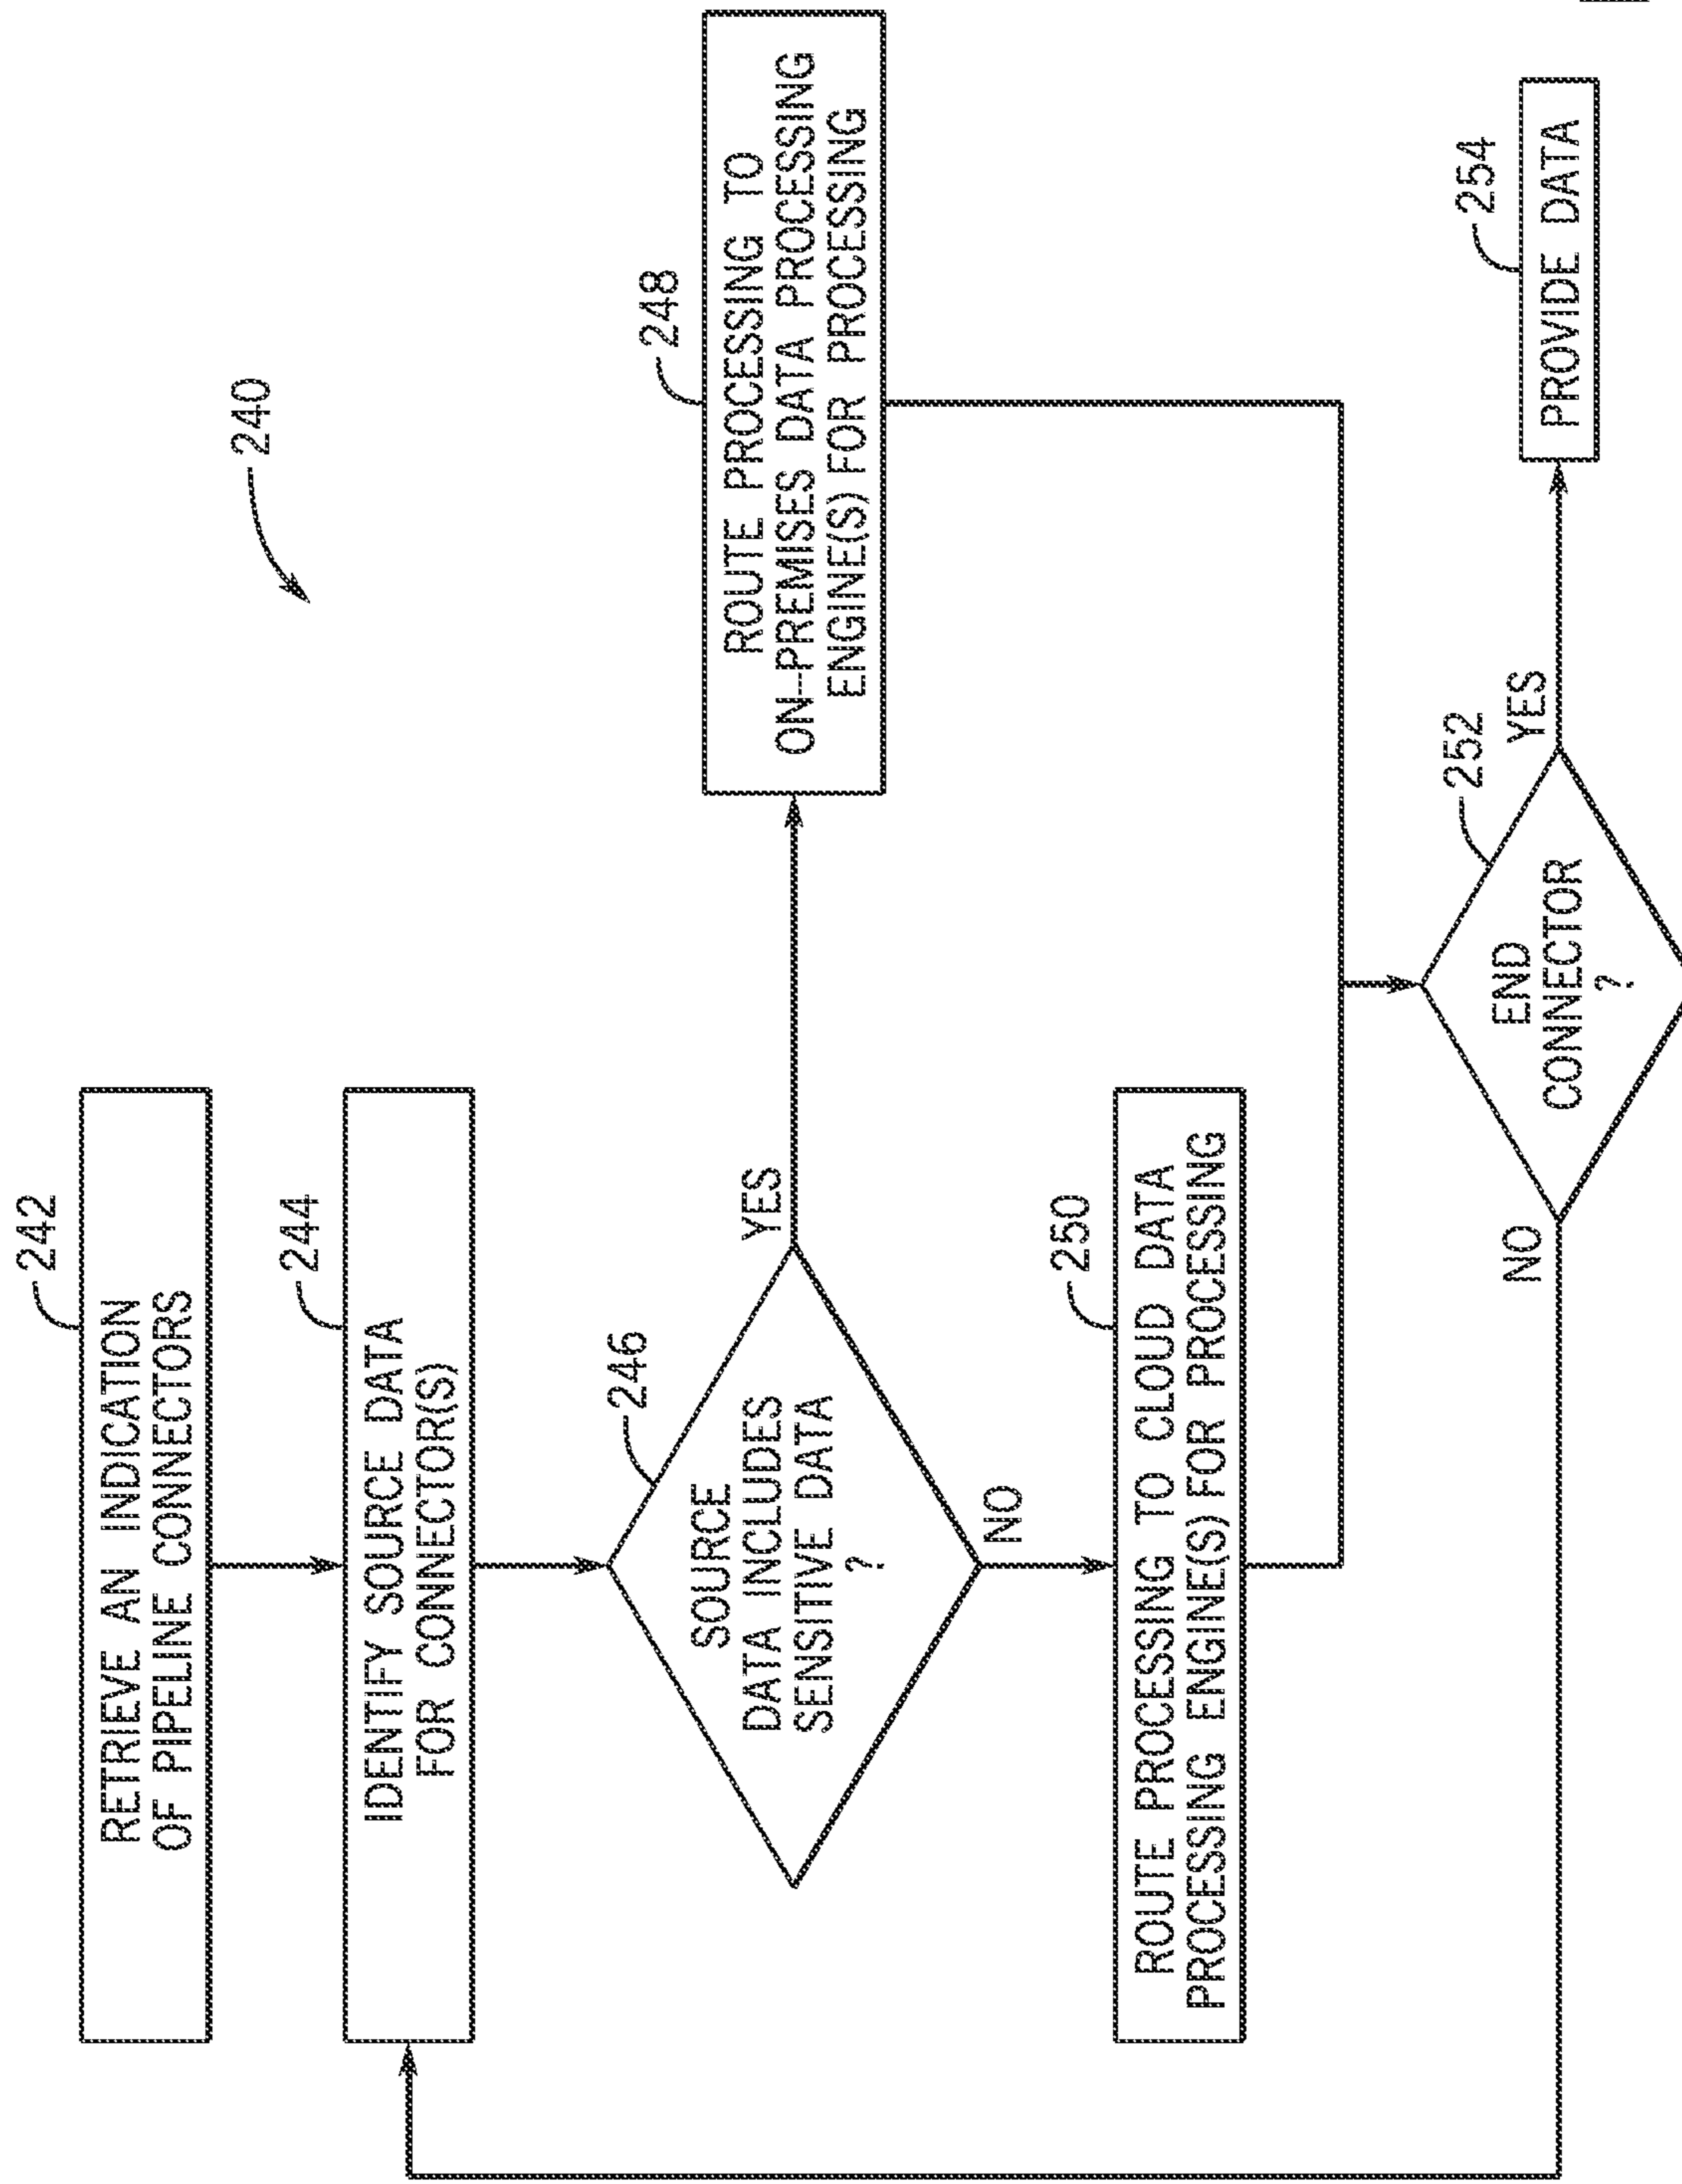 240
242
RETRIEVE AN INDICATION
OF PIPELINE CONNECTORS
244
IDENTIFY SOURCE DATA
FOR CONNECTOR(S)
246
SOURCE
DATA INCLUDES
SENSITIVE DATA
?
YES
NO
248
ROUTE PROCESSING TO
ON-PREMISES DATA PROCESSING
ENGINE(S) FOR PROCESSING
250
ROUTE PROCESSING TO CLOUD DATA
PROCESSING ENGINE(S) FOR PROCESSING
252
END
CONNECTOR
?
YES
NO
254
PROVIDE DATA